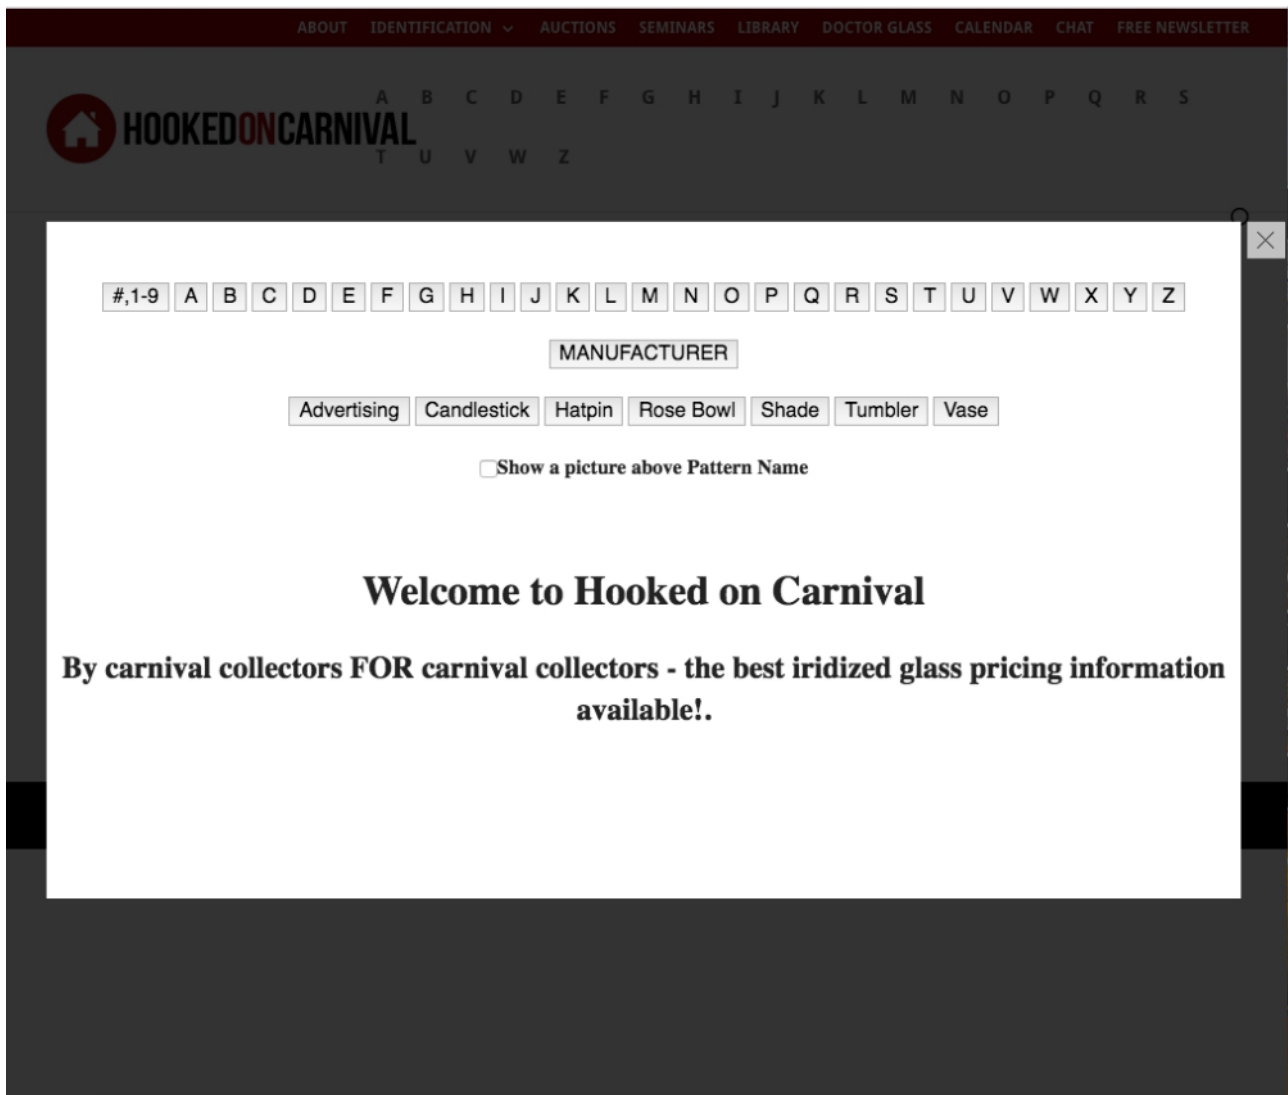 ABOUT IDENTIFICATION AUCTIONS SEMINARS LIBRARY DOCTOR GLASS CALENDAR CHAT FREE NEWSLETTER
A B C D E F G H I J K L M N O P Q R S
HOOKEDONCARNIVAL
T U V W Z
#,1-9 A B C D E F G H I J K L M N O P Q R S T U V W X Y Z
MANUFACTURER
Advertising Candlestick Hatpin Rose Bowl Shade Tumbler Vase
Show a picture above Pattern Name
Welcome to Hooked on Carnival
By carnival collectors FOR carnival collectors - the best iridized glass pricing information
available!.